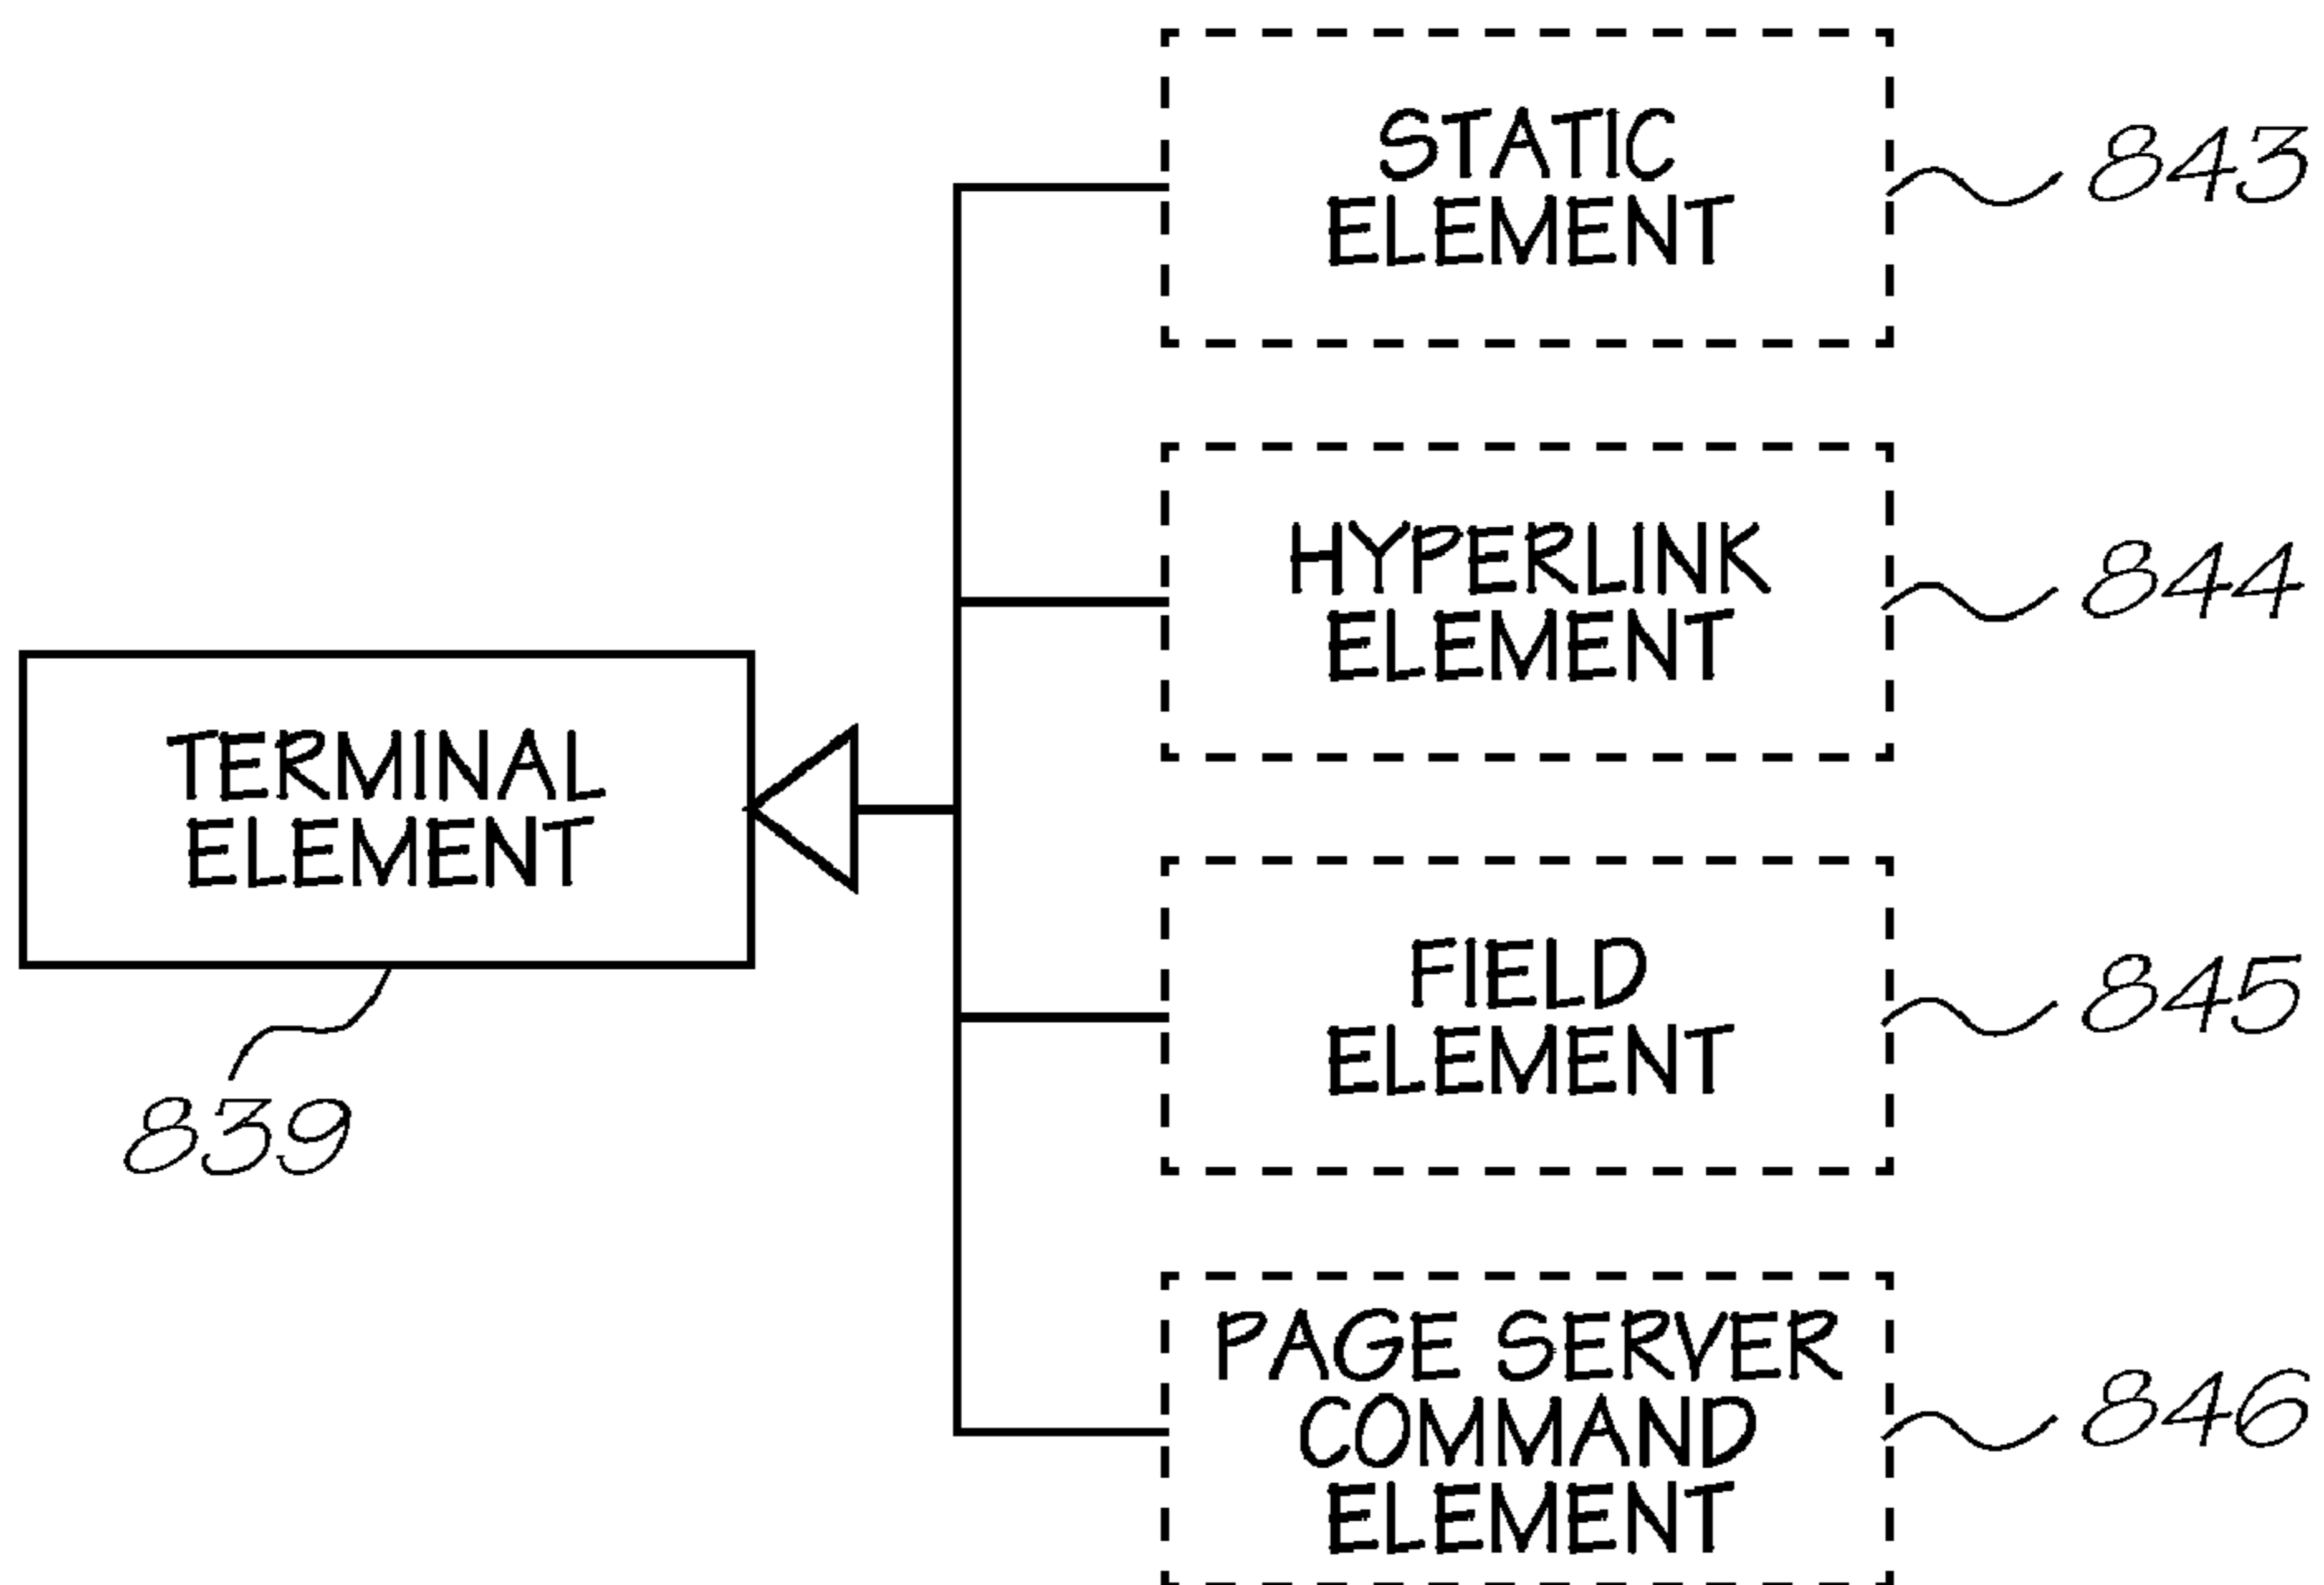 STATIC
ELEMENT
843
HYPERLINK
ELEMENT
844
TERMINAL
ELEMENT
839
FIELD
ELEMENT
845
PAGE SERVER
COMMAND
ELEMENT
846